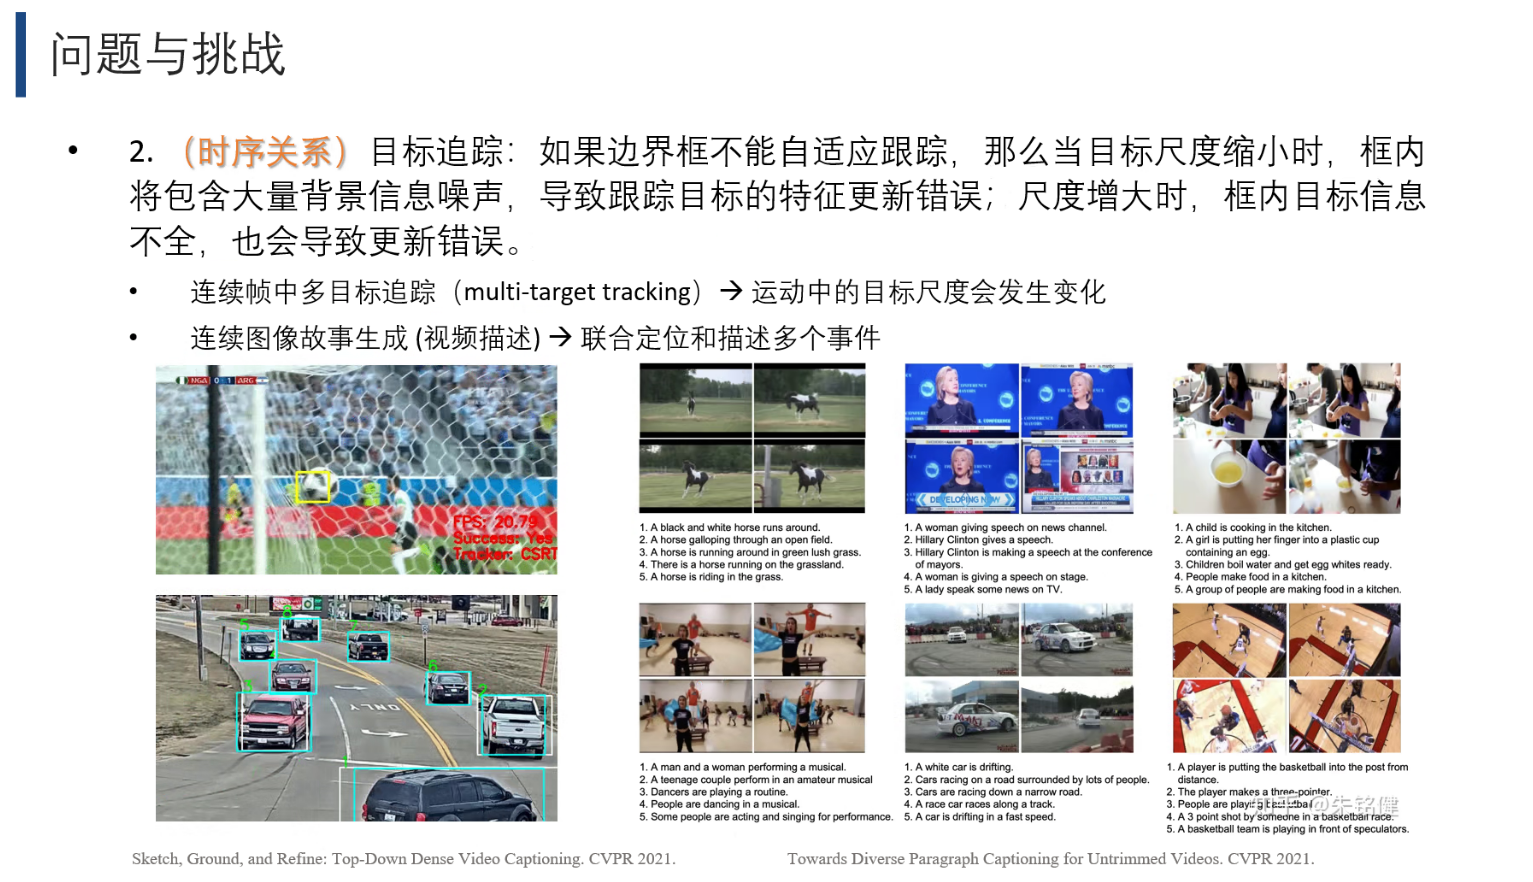 问题与挑战
• 2. （时序关系）目标追踪：如果边界框不能自适应跟踪，那么当目标尺度缩小时，框内
将包含大量背景信息噪声，导致跟踪目标的特征更新错误；尺度增大时，框内目标信息
不全，也会导致更新错误。
• 连续帧中多目标追踪（multi-target tracking）→ 运动中的目标尺度会发生变化
• 连续图像故事生成 (视频描述) → 联合定位和描述多个事件
NGA 0 1 ARG
FPS: 20.79
Success: Yes
Tracker: CSRT
8
5
7
6
3
2
1
ONLY
1. A black and white horse runs around.
2. A horse galloping through an open field.
3. A horse is running around in green lush grass.
4. There is a horse running on the grassland.
5. A horse is riding in the grass.
DEVELOPING NOW
1. A woman giving speech on news channel.
2. Hillary Clinton gives a speech.
3. Hillary Clinton is making a speech at the conference
of mayors.
4. A woman is giving a speech on stage.
5. A lady speak some news on TV.
1. A child is cooking in the kitchen.
2. A girl is putting her finger into a plastic cup
containing an egg.
3. Children boil water and get egg whites ready.
4. People make food in a kitchen.
5. A group of people are making food in a kitchen.
1. A man and a woman performing a musical.
2. A teenage couple perform in an amateur musical
3. Dancers are playing a routine.
4. People are dancing in a musical.
5. Some people are acting and singing for performance.
1. A white car is drifting.
2. Cars racing on a road surrounded by lots of people.
3. Cars are racing down a narrow road.
4. A race car races along a track.
5. A car is drifting in a fast speed.
1. A player is putting the basketball into the post from
distance.
2. The player makes a three-pointer.
3. People are playing basketball.
4. A 3 point shot by someone in a basketball race.
5. A basketball team is playing in front of speculators.
知乎 @朱铭健
Sketch, Ground, and Refine: Top-Down Dense Video Captioning. CVPR 2021.
Towards Diverse Paragraph Captioning for Untrimmed Videos. CVPR 2021.